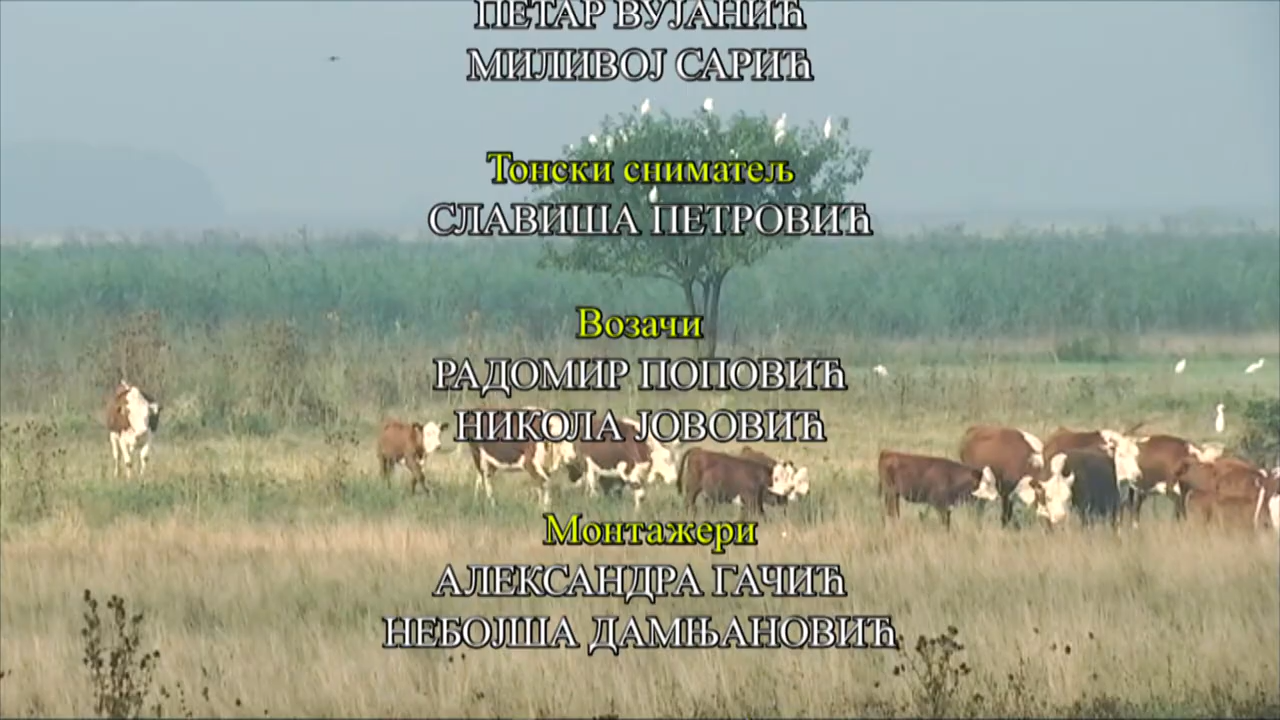 ПЕТАР ВУЈАНИЋ
МИЛИВОЈ САРИЋ
Тонски сниматељ
СЛАВИША ПЕТРОВИЋ
Возачи
РАДОМИР ПОПОВИЋ
НИКОЛА ЈОВОВИЋ
Монтажери
АЛЕКСАНДРА ГАЧИЋ
НЕБОЈША ДАМЊАНОВИЋ